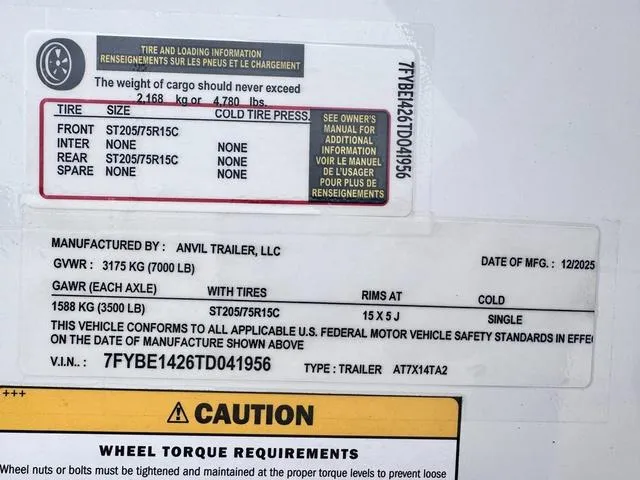 TIRE AND LOADING INFORMATION
RENSEIGNEMENTS SUR LES PNEUS ET LE CHARGEMENT
The weight of cargo should never exceed
2,168 kg or 4,780 lbs.
TIRE SIZE COLD TIRE PRESS.
FRONT ST205/75R15C
INTER NONE NONE
REAR ST205/75R15C NONE
SPARE NONE NONE
SEE OWNER'S
MANUAL FOR
ADDITIONAL
INFORMATION
VOIR LE MANUEL
DE L'USAGER
POUR PLUS DE
RENSEIGNEMENTS
7FYBE1426TD041956
MANUFACTURED BY : ANVIL TRAILER, LLC
GVWR : 3175 KG (7000 LB) DATE OF MFG. : 12/2025
GAWR (EACH AXLE) WITH TIRES RIMS AT COLD
1588 KG (3500 LB) ST205/75R15C 15 X 5 J SINGLE
THIS VEHICLE CONFORMS TO ALL APPLICABLE U.S. FEDERAL MOTOR VEHICLE SAFETY STANDARDS IN EFFE
ON THE DATE OF MANUFACTURE SHOWN ABOVE
V.I.N.: 7FYBE1426TD041956 TYPE : TRAILER AT7X14TA2
+++
⚠ CAUTION
WHEEL TORQUE REQUIREMENTS
Wheel nuts or bolts must be tightened and maintained at the proper torque levels to prevent loose